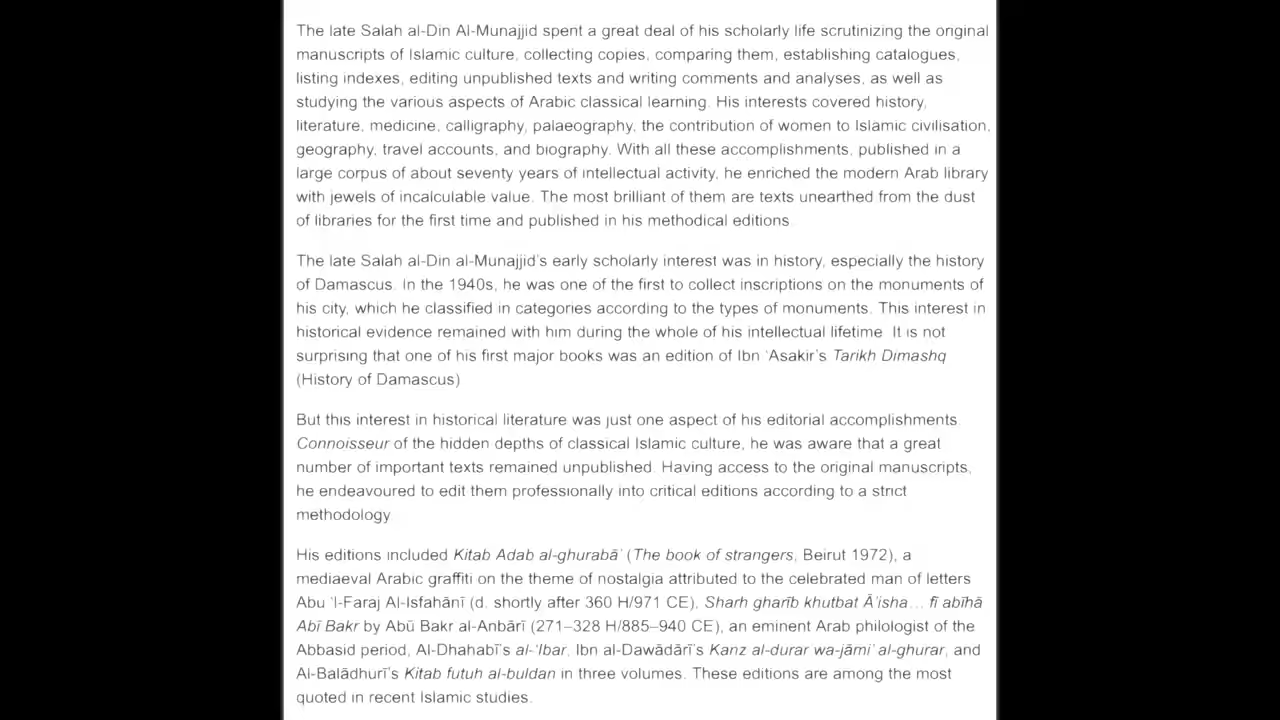 The late Salah al-Din Al-Munajjid spent a great deal of his scholarly life scrutinizing the original
manuscripts of Islamic culture, collecting copies, comparing them, establishing catalogues,
listing indexes, editing unpublished texts and writing comments and analyses, as well as
studying the various aspects of Arabic classical learning. His interests covered history,
literature, medicine, calligraphy, palaeography, the contribution of women to Islamic civilisation,
geography, travel accounts, and biography. With all these accomplishments, published in a
large corpus of about seventy years of intellectual activity, he enriched the modern Arab library
with jewels of incalculable value. The most brilliant of them are texts unearthed from the dust
of libraries for the first time and published in his methodical editions.
The late Salah al-Din al-Munajjid's early scholarly interest was in history, especially the history
of Damascus. In the 1940s, he was one of the first to collect inscriptions on the monuments of
his city, which he classified in categories according to the types of monuments. This interest in
historical evidence remained with him during the whole of his intellectual lifetime. It is not
surprising that one of his first major books was an edition of Ibn 'Asakir's Tarikh Dimashq
(History of Damascus)
But this interest in historical literature was just one aspect of his editorial accomplishments.
Connoisseur of the hidden depths of classical Islamic culture, he was aware that a great
number of important texts remained unpublished. Having access to the original manuscripts,
he endeavoured to edit them professionally into critical editions according to a strict
methodology.
His editions included Kitab Adab al-ghurabā' (The book of strangers, Beirut 1972), a
mediaeval Arabic graffiti on the theme of nostalgia attributed to the celebrated man of letters
Abu 'l-Faraj Al-Isfahānī (d. shortly after 360 H/971 CE), Sharh gharīb khutbat Ā'isha... fī abīhā
Abī Bakr by Abū Bakr al-Anbārī (271–328 H/885–940 CE), an eminent Arab philologist of the
Abbasid period, Al-Dhahabī's al-'Ibar, Ibn al-Dawādārī's Kanz al-durar wa-jāmi' al-ghurar, and
Al-Balādhurī's Kitab futuh al-buldan in three volumes. These editions are among the most
quoted in recent Islamic studies.